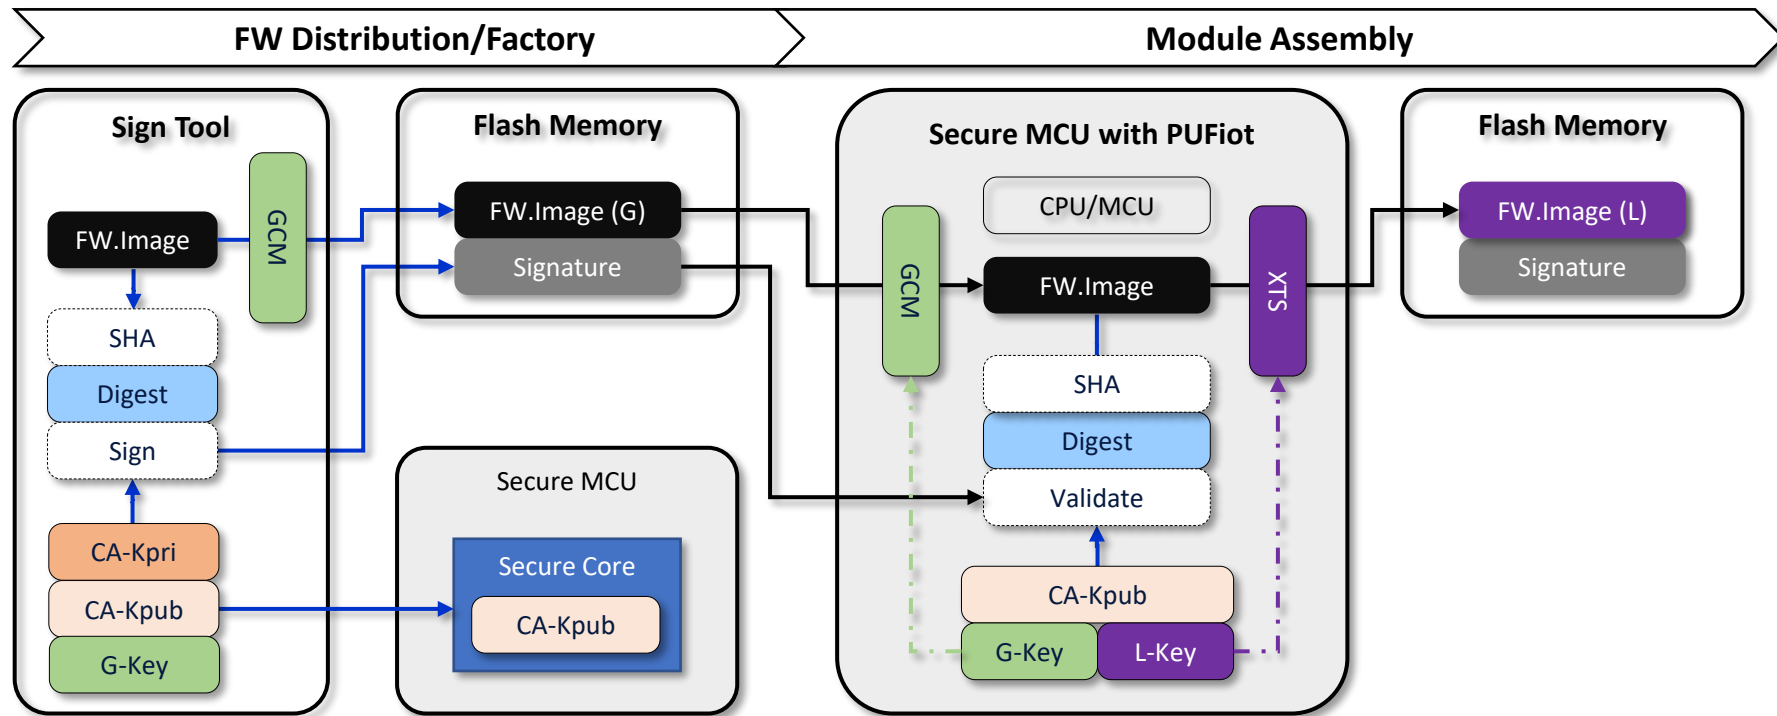 FW Distribution/Factory
Module Assembly
Sign Tool
FW.Image
GCM
SHA
Digest
Sign
CA-Kpri
CA-Kpub
G-Key
Flash Memory
FW.Image (G)
Signature
Secure MCU
Secure Core
CA-Kpub
Secure MCU with PUFiot
CPU/MCU
GCM
FW.Image
XTS
SHA
Digest
Validate
CA-Kpub
G-Key
L-Key
Flash Memory
FW.Image (L)
Signature